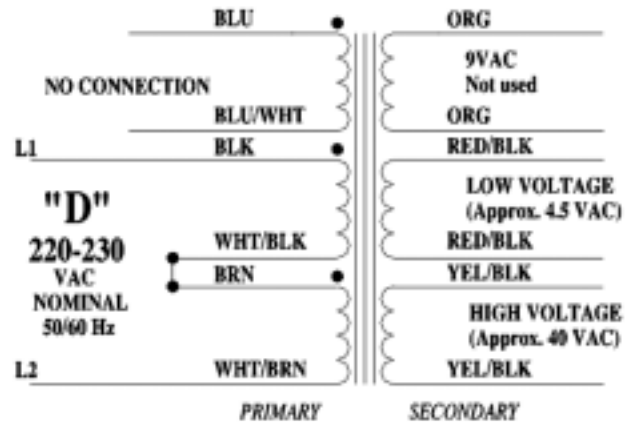 BLU
ORG
9VAC
Not used
NO CONNECTION
BLU/WHT
ORG
L1
BLK
RED/BLK
"D"
220-230
VAC
NOMINAL
50/60 Hz
LOW VOLTAGE
(Approx. 4.5 VAC)
WHT/BLK
RED/BLK
BRN
YEL/BLK
HIGH VOLTAGE
(Approx. 40 VAC)
L2
WHT/BRN
YEL/BLK
PRIMARY
SECONDARY